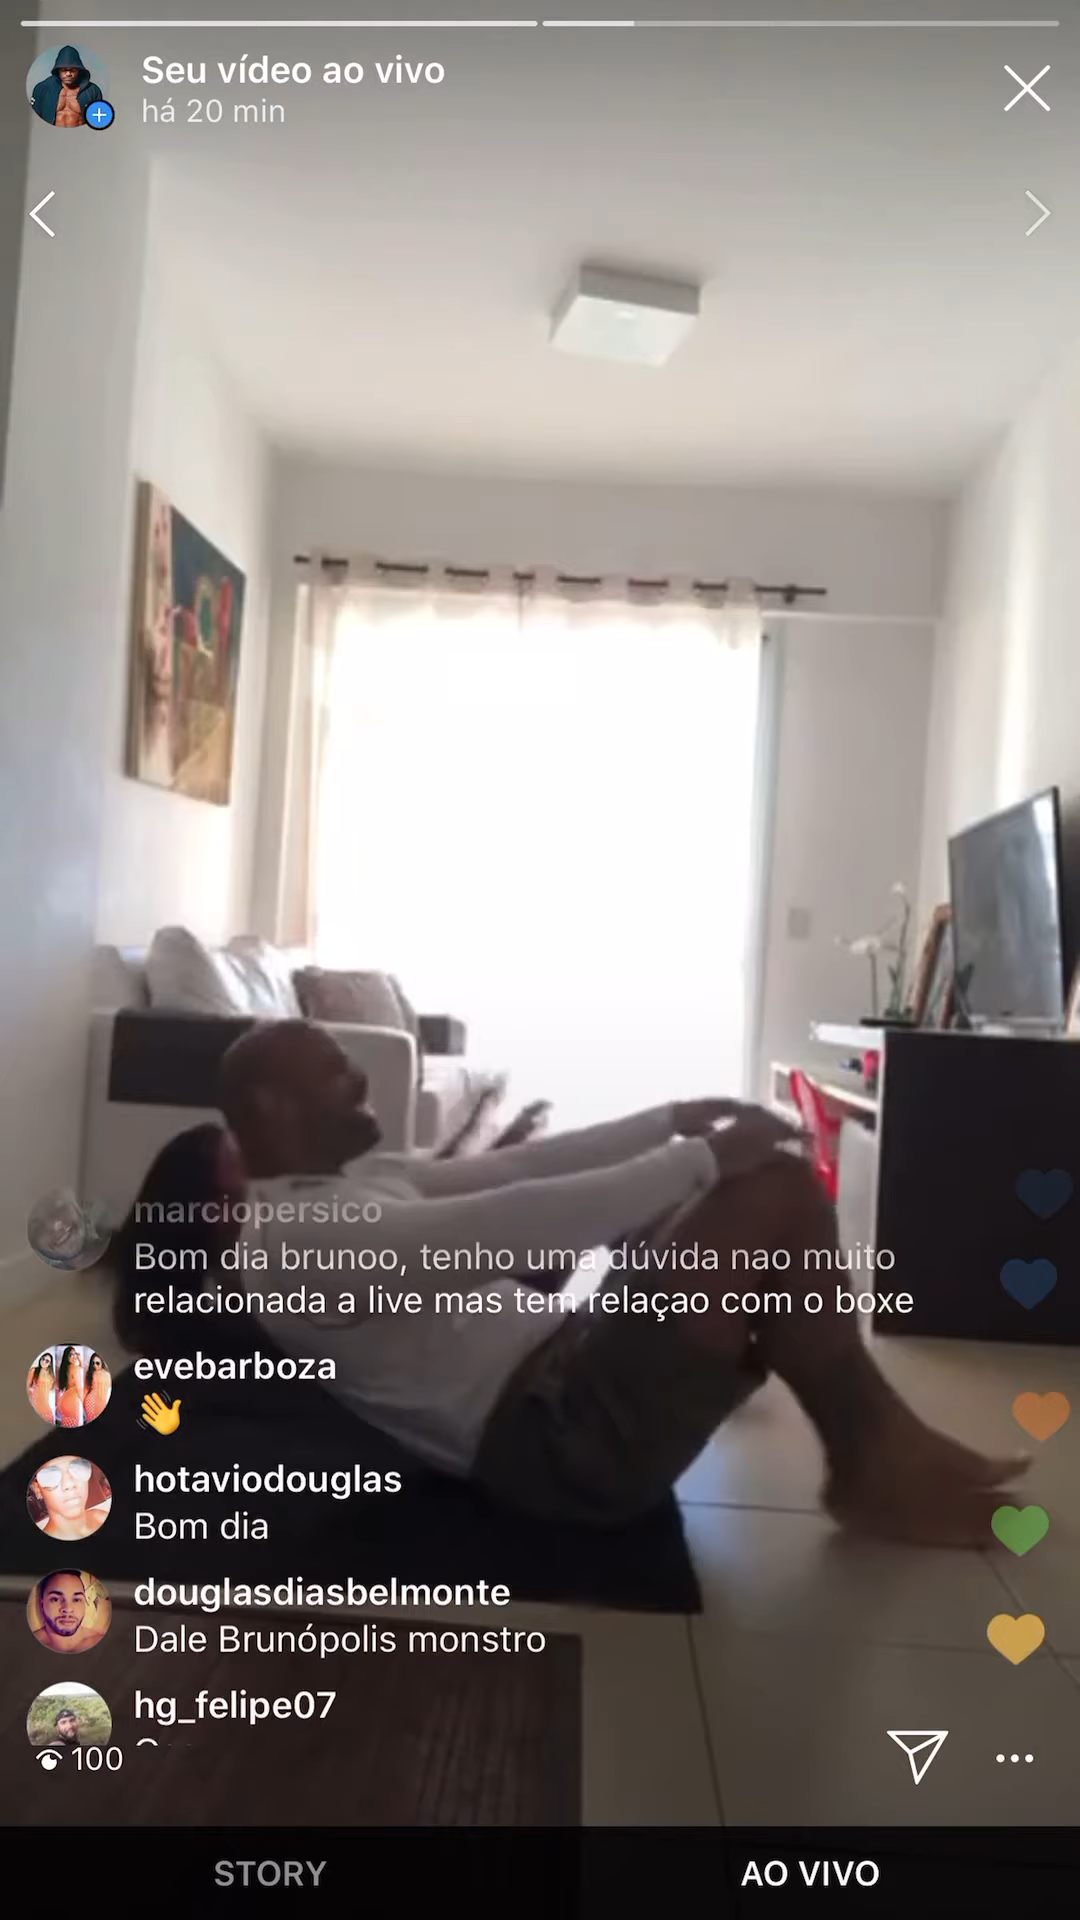 Seu vídeo ao vivo
há 20 min
marciopersico
Bom dia brunoo, tenho uma dúvida nao muito
relacionada a live mas tem relaçao com o boxe
evebarboza
👋
hotaviodouglas
Bom dia
douglasdiasbelmonte
Dale Brunópolis monstro
hg_felipe07
100
STORY
AO VIVO